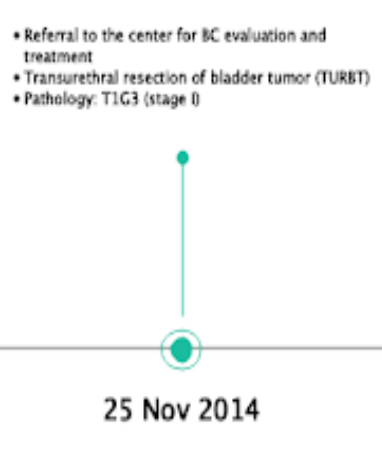 • Referral to the center for BC evaluation and
treatment
• Transurethral resection of bladder tumor (TURBT)
• Pathology: T1G3 (stage I)
25 Nov 2014